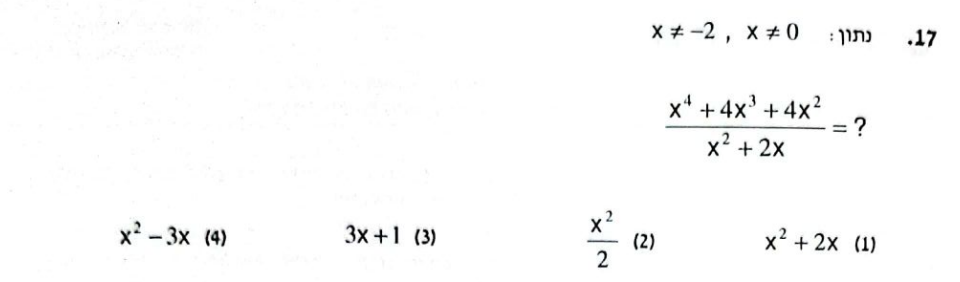 .17 נתון: x ≠ −2 , x ≠ 0
(x⁴ + 4x³ + 4x²) / (x² + 2x) = ?
(1) x² + 2x (2) x²/2 (3) 3x + 1 (4) x² − 3x